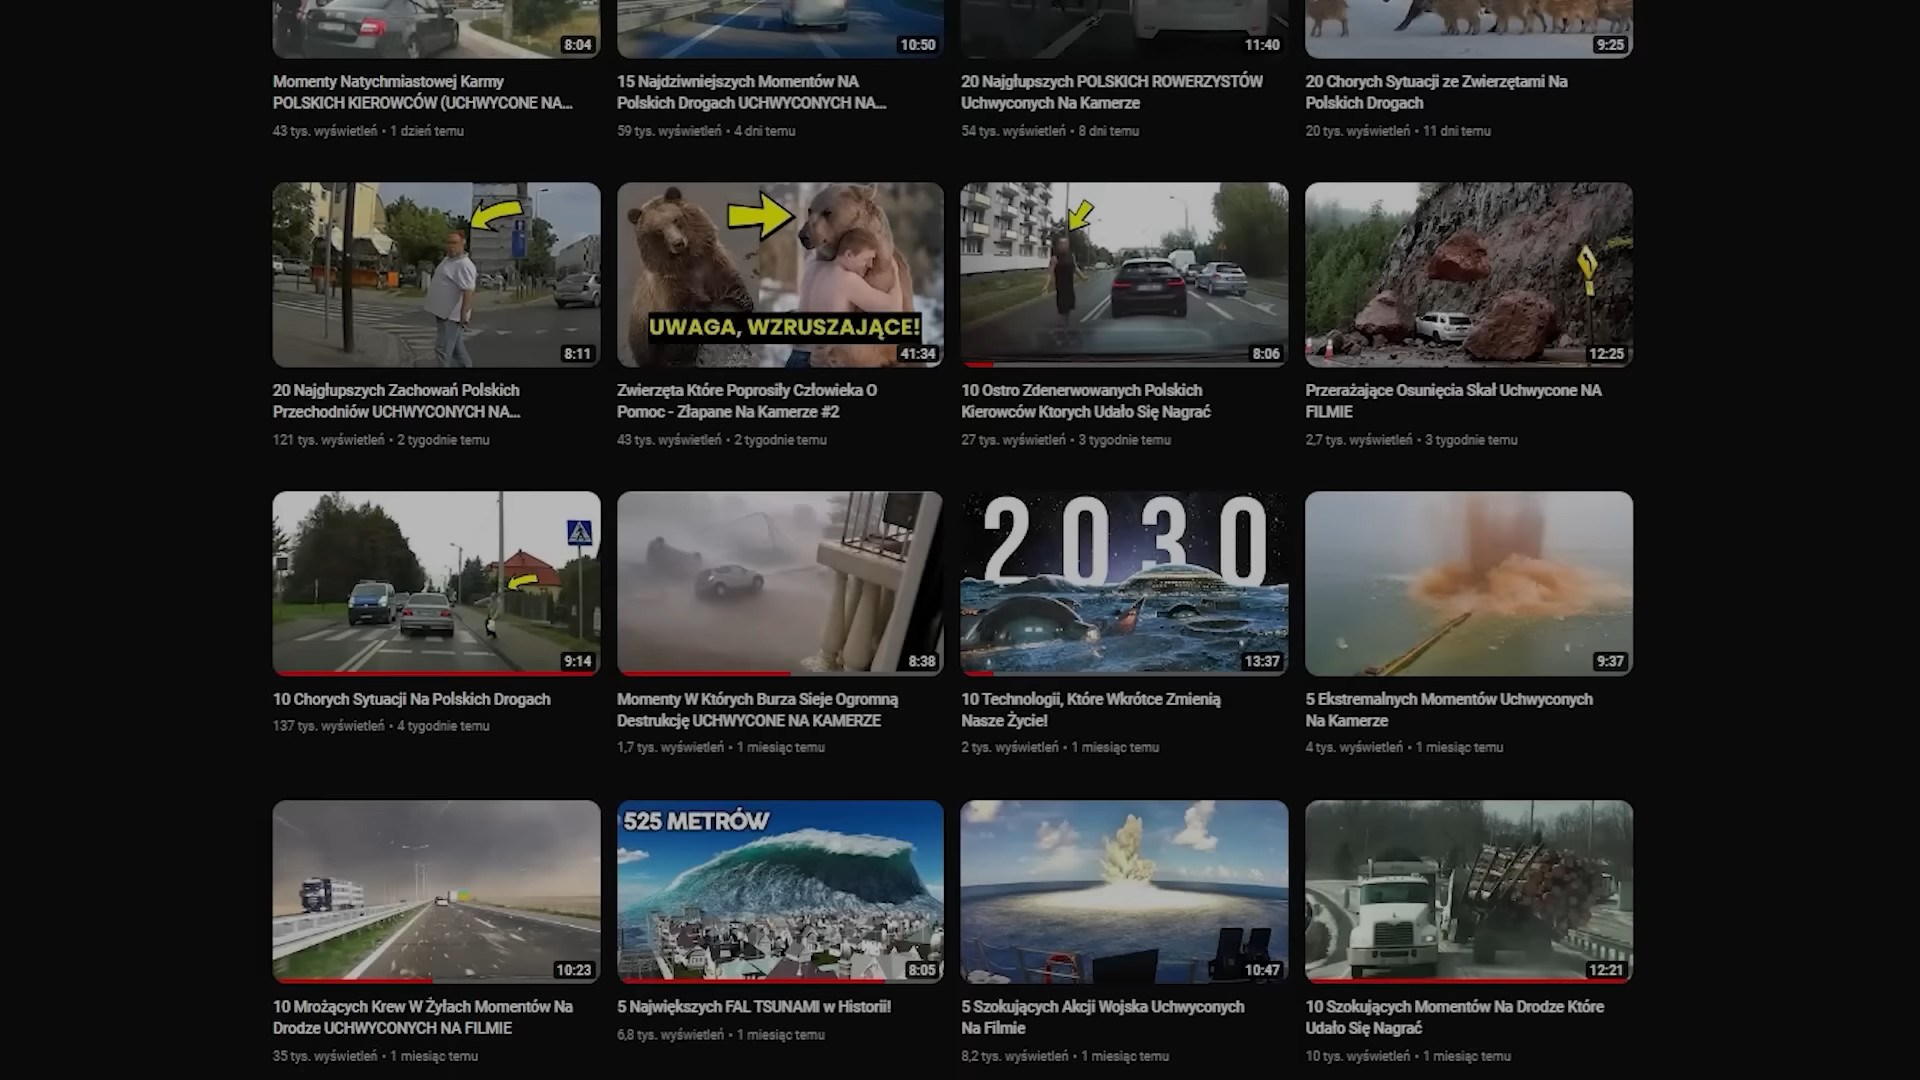 8:04
10:50
11:40
9:25
Momenty Natychmiastowej Karmy
POLSKICH KIEROWCÓW (UCHWYCONE NA...
43 tys. wyświetleń • 1 dzień temu
15 Najdziwniejszych Momentów NA
Polskich Drogach UCHWYCONYCH NA...
59 tys. wyświetleń • 4 dni temu
20 Najgłupszych POLSKICH ROWERZYSTÓW
Uchwyconych Na Kamerze
54 tys. wyświetleń • 8 dni temu
20 Chorych Sytuacji ze Zwierzętami Na
Polskich Drogach
20 tys. wyświetleń • 11 dni temu
8:11
UWAGA, WZRUSZAJĄCE!
41:34
8:06
12:25
20 Najgłupszych Zachowań Polskich
Przechodniów UCHWYCONYCH NA...
121 tys. wyświetleń • 2 tygodnie temu
Zwierzęta Które Poprosiły Człowieka O
Pomoc - Złapane Na Kamerze #2
43 tys. wyświetleń • 2 tygodnie temu
10 Ostro Zdenerwowanych Polskich
Kierowców Ktorych Udało Się Nagrać
27 tys. wyświetleń • 3 tygodnie temu
Przerażające Osunięcia Skał Uchwycone NA
FILMIE
2,7 tys. wyświetleń • 3 tygodnie temu
9:14
8:38
2030
13:37
9:37
10 Chorych Sytuacji Na Polskich Drogach
137 tys. wyświetleń • 4 tygodnie temu
Momenty W Których Burza Sieje Ogromną
Destrukcję UCHWYCONE NA KAMERZE
1,7 tys. wyświetleń • 1 miesiąc temu
10 Technologii, Które Wkrótce Zmienią
Nasze Życie!
2 tys. wyświetleń • 1 miesiąc temu
5 Ekstremalnych Momentów Uchwyconych
Na Kamerze
4 tys. wyświetleń • 1 miesiąc temu
10:23
525 METRÓW
8:05
10:47
12:21
10 Mrożących Krew W Żyłach Momentów Na
Drodze UCHWYCONYCH NA FILMIE
35 tys. wyświetleń • 1 miesiąc temu
5 Największych FAL TSUNAMI w Historii!
6,8 tys. wyświetleń • 1 miesiąc temu
5 Szokujących Akcji Wojska Uchwyconych
Na Filmie
8,2 tys. wyświetleń • 1 miesiąc temu
10 Szokujących Momentów Na Drodze Które
Udało Się Nagrać
10 tys. wyświetleń • 1 miesiąc temu